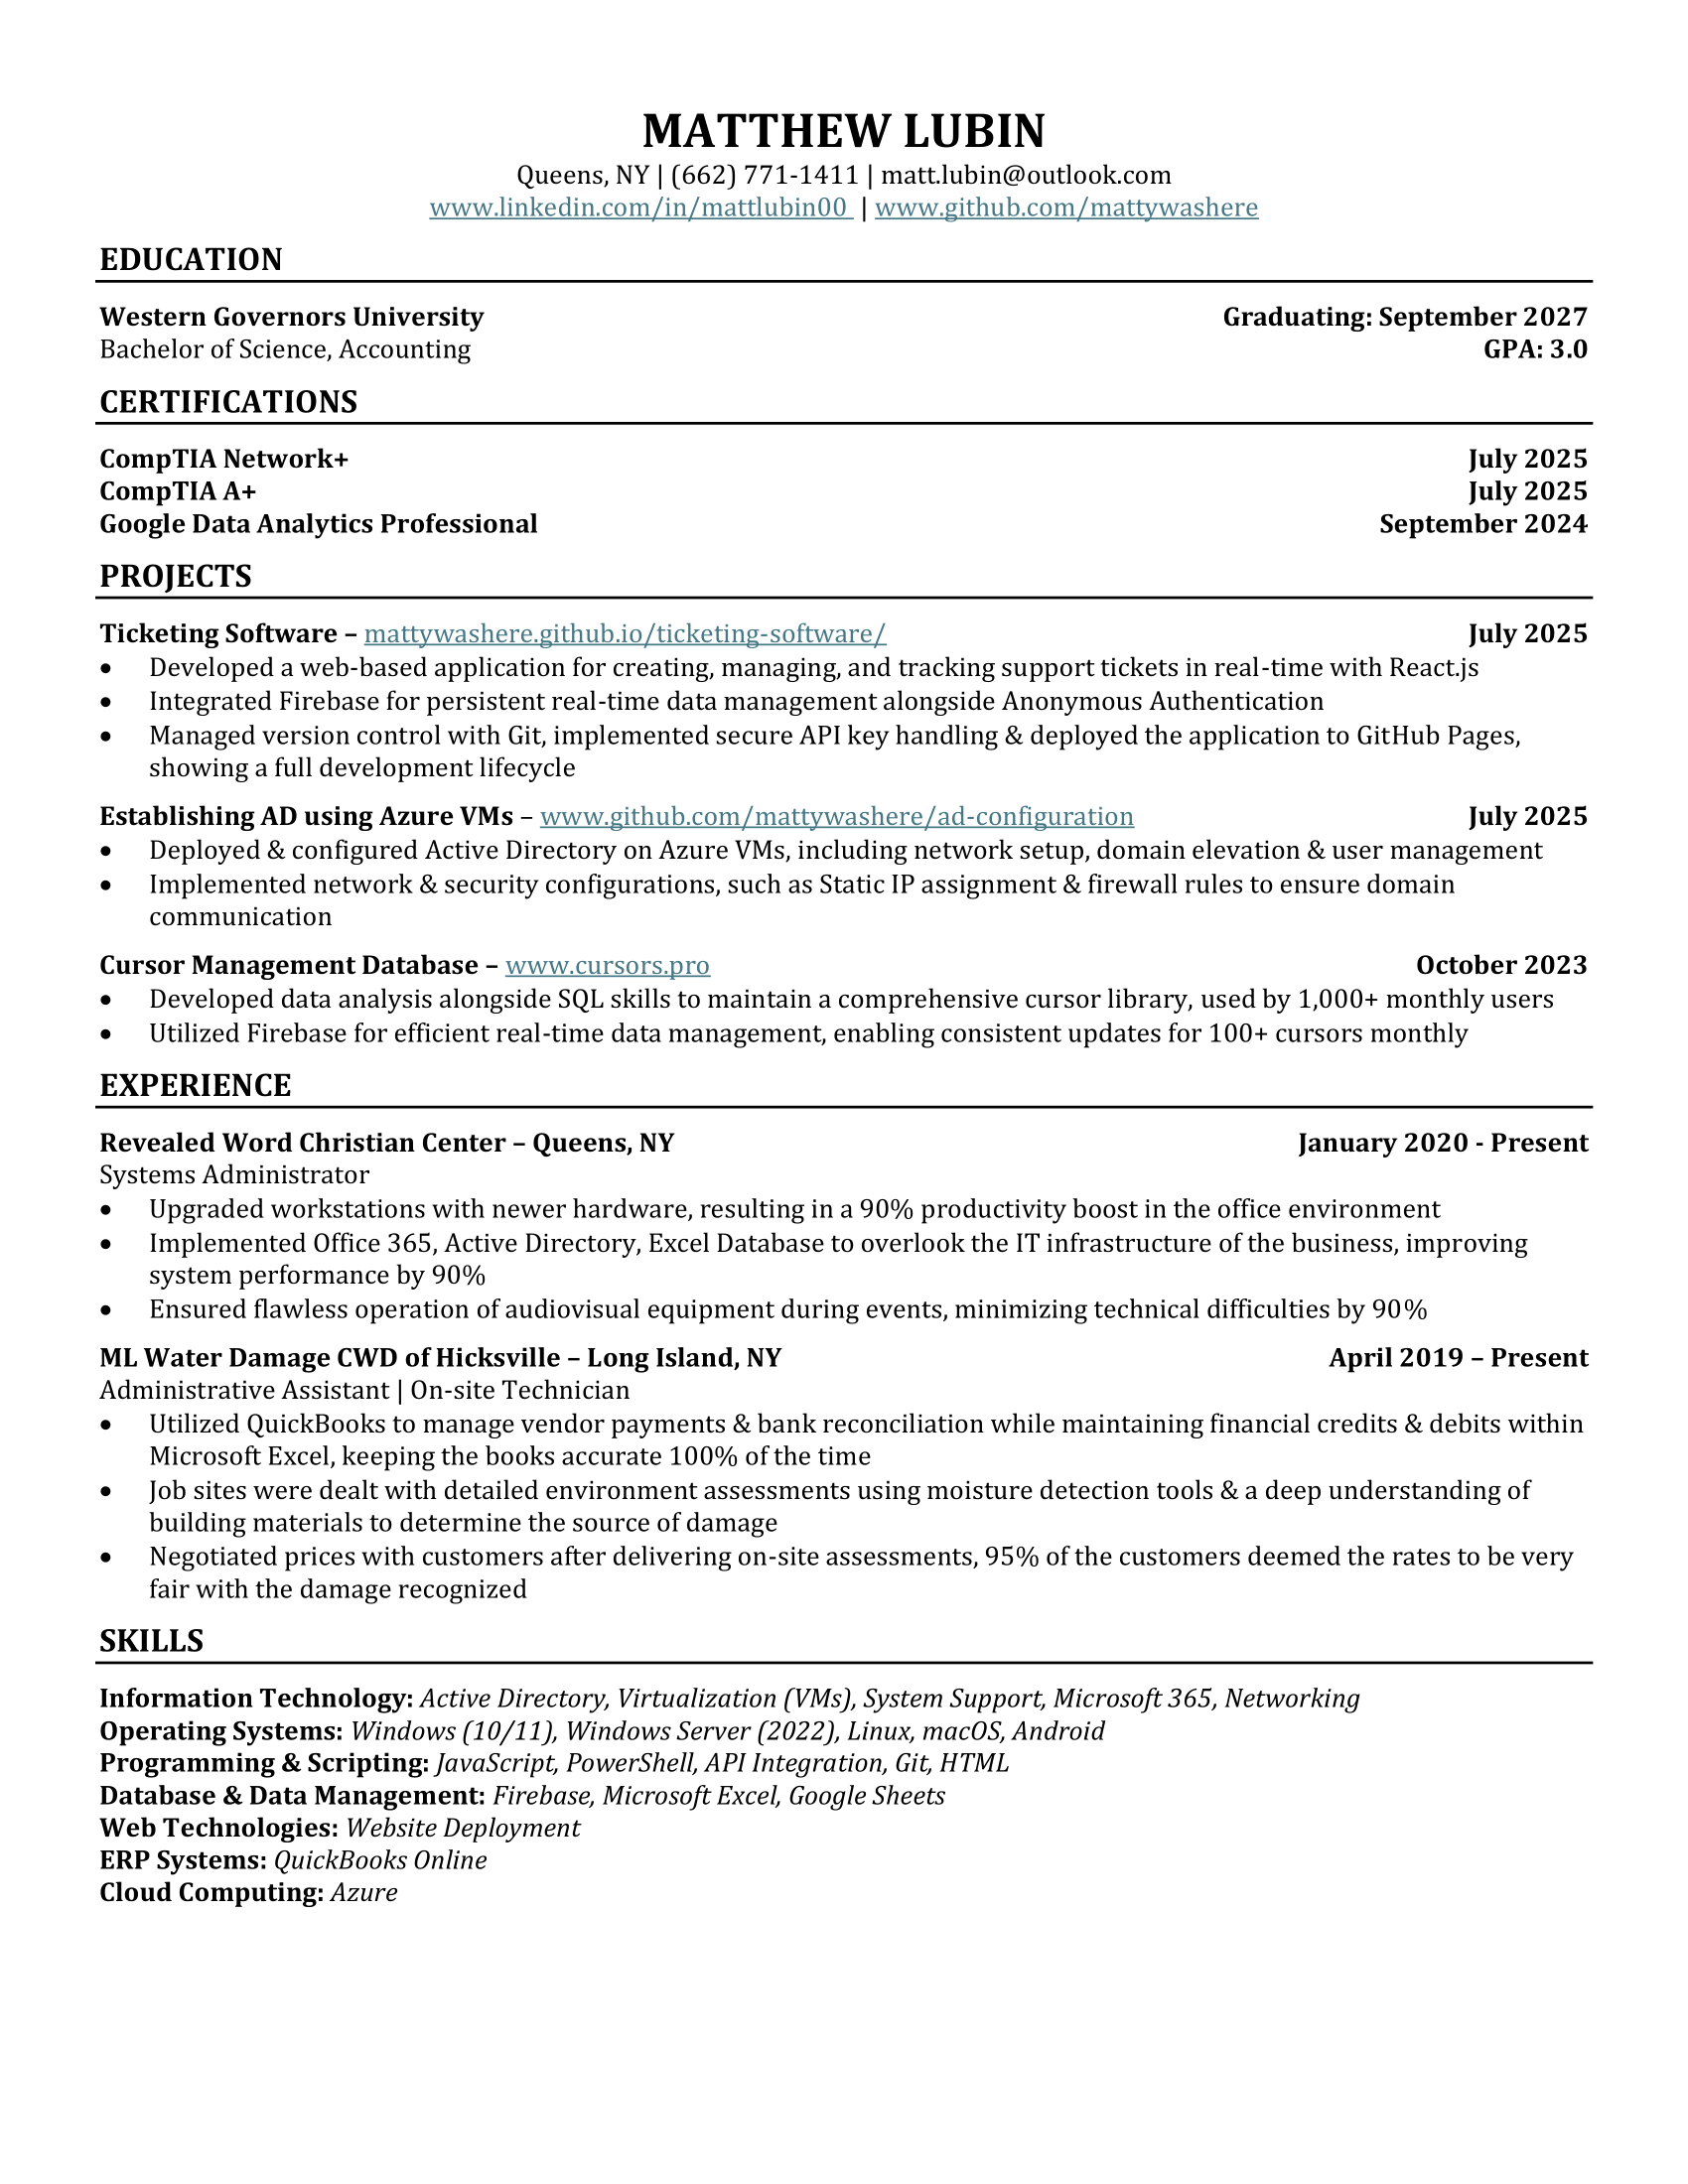 MATTHEW LUBIN
Queens, NY | (662) 771-1411 | matt.lubin@outlook.com
www.linkedin.com/in/mattlubin00 | www.github.com/mattywashere
EDUCATION
Western Governors University Graduating: September 2027
Bachelor of Science, Accounting GPA: 3.0
CERTIFICATIONS
CompTIA Network+ July 2025
CompTIA A+ July 2025
Google Data Analytics Professional September 2024
PROJECTS
Ticketing Software – mattywashere.github.io/ticketing-software/ July 2025
• Developed a web-based application for creating, managing, and tracking support tickets in real-time with React.js
• Integrated Firebase for persistent real-time data management alongside Anonymous Authentication
• Managed version control with Git, implemented secure API key handling & deployed the application to GitHub Pages,
showing a full development lifecycle
Establishing AD using Azure VMs – www.github.com/mattywashere/ad-configuration July 2025
• Deployed & configured Active Directory on Azure VMs, including network setup, domain elevation & user management
• Implemented network & security configurations, such as Static IP assignment & firewall rules to ensure domain
communication
Cursor Management Database – www.cursors.pro October 2023
• Developed data analysis alongside SQL skills to maintain a comprehensive cursor library, used by 1,000+ monthly users
• Utilized Firebase for efficient real-time data management, enabling consistent updates for 100+ cursors monthly
EXPERIENCE
Revealed Word Christian Center – Queens, NY January 2020 - Present
Systems Administrator
• Upgraded workstations with newer hardware, resulting in a 90% productivity boost in the office environment
• Implemented Office 365, Active Directory, Excel Database to overlook the IT infrastructure of the business, improving
system performance by 90%
• Ensured flawless operation of audiovisual equipment during events, minimizing technical difficulties by 90%
ML Water Damage CWD of Hicksville – Long Island, NY April 2019 – Present
Administrative Assistant | On-site Technician
• Utilized QuickBooks to manage vendor payments & bank reconciliation while maintaining financial credits & debits within
Microsoft Excel, keeping the books accurate 100% of the time
• Job sites were dealt with detailed environment assessments using moisture detection tools & a deep understanding of
building materials to determine the source of damage
• Negotiated prices with customers after delivering on-site assessments, 95% of the customers deemed the rates to be very
fair with the damage recognized
SKILLS
Information Technology: Active Directory, Virtualization (VMs), System Support, Microsoft 365, Networking
Operating Systems: Windows (10/11), Windows Server (2022), Linux, macOS, Android
Programming & Scripting: JavaScript, PowerShell, API Integration, Git, HTML
Database & Data Management: Firebase, Microsoft Excel, Google Sheets
Web Technologies: Website Deployment
ERP Systems: QuickBooks Online
Cloud Computing: Azure